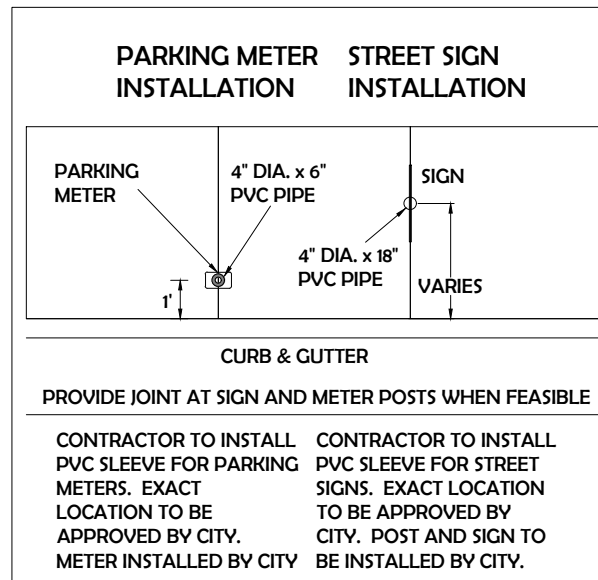 PARKING METER INSTALLATION
STREET SIGN INSTALLATION
PARKING
METER
4" DIA. x 6"
PVC PIPE
SIGN
4" DIA. x 18"
PVC PIPE
1'
VARIES
CURB & GUTTER
PROVIDE JOINT AT SIGN AND METER POSTS WHEN FEASIBLE
CONTRACTOR TO INSTALL
PVC SLEEVE FOR PARKING
METERS. EXACT
LOCATION TO BE
APPROVED BY CITY.
METER INSTALLED BY CITY
CONTRACTOR TO INSTALL
PVC SLEEVE FOR STREET
SIGNS. EXACT LOCATION
TO BE APPROVED BY
CITY. POST AND SIGN TO
BE INSTALLED BY CITY.